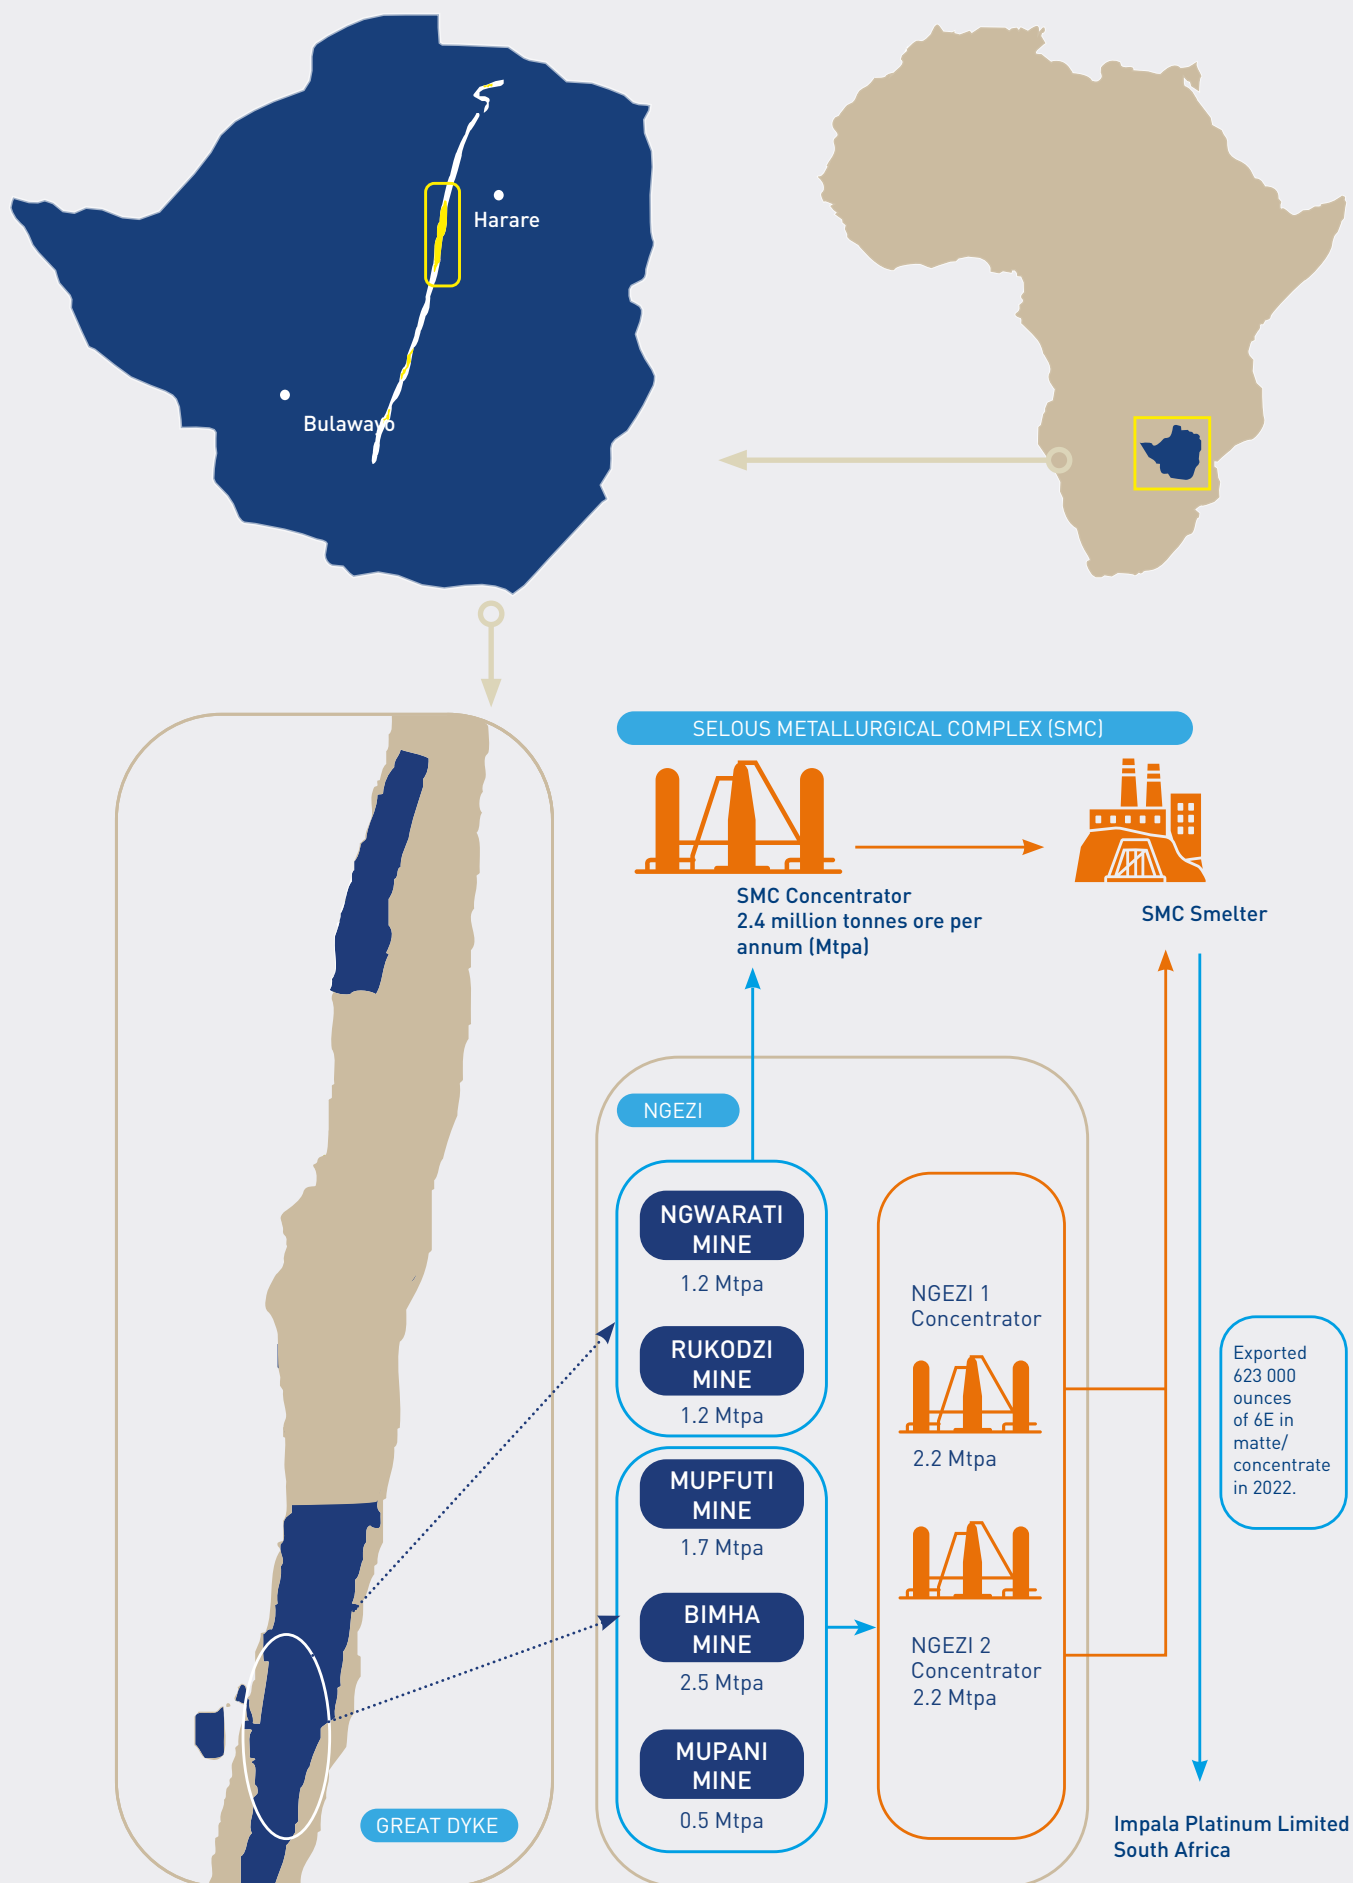 Harare
Bulawayo
SELOUS METALLURGICAL COMPLEX (SMC)
SMC Concentrator
2.4 million tonnes ore per
annum (Mtpa)
SMC Smelter
NGEZI
NGWARATI
MINE
1.2 Mtpa
RUKODZI
MINE
1.2 Mtpa
MUPFUTI
MINE
1.7 Mtpa
BIMHA
MINE
2.5 Mtpa
MUPANI
MINE
0.5 Mtpa
NGEZI 1
Concentrator
2.2 Mtpa
NGEZI 2
Concentrator
2.2 Mtpa
Exported
623 000
ounces
of 6E in
matte/
concentrate
in 2022.
GREAT DYKE
Impala Platinum Limited
South Africa